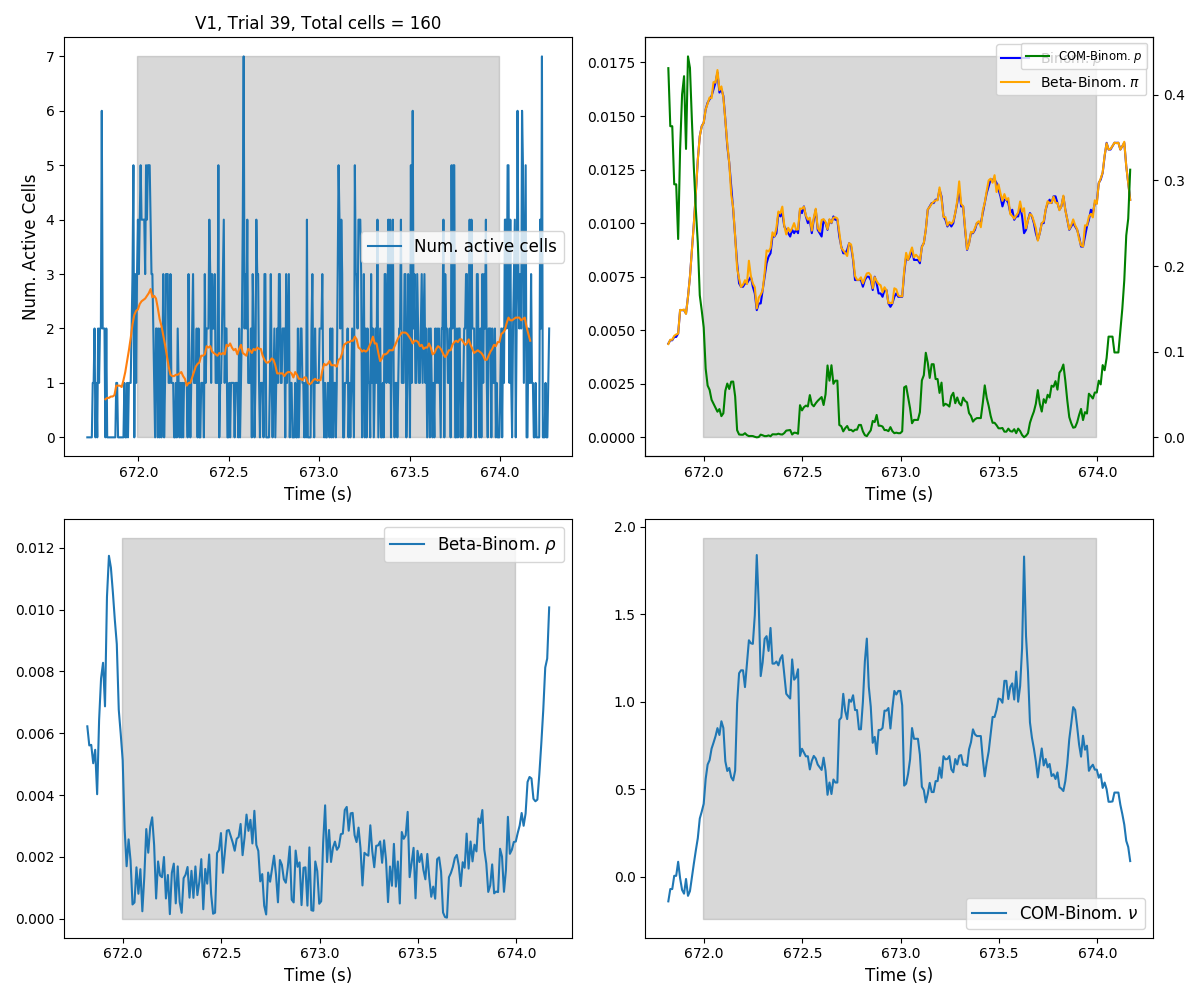 V1, Trial 39, Total cells = 160
7
6
5
4
3
2
1
0
Num. Active Cells
Num. active cells
672.0 672.5 673.0 673.5 674.0
Time (s)
0.0175
0.0150
0.0125
0.0100
0.0075
0.0050
0.0025
0.0000
COM-Binom. p
Beta-Binom. π
0.4
0.3
0.2
0.1
0.0
672.0 672.5 673.0 673.5 674.0
Time (s)
0.012
0.010
0.008
0.006
0.004
0.002
0.000
Beta-Binom. ρ
672.0 672.5 673.0 673.5 674.0
Time (s)
2.0
1.5
1.0
0.5
0.0
COM-Binom. ν
672.0 672.5 673.0 673.5 674.0
Time (s)